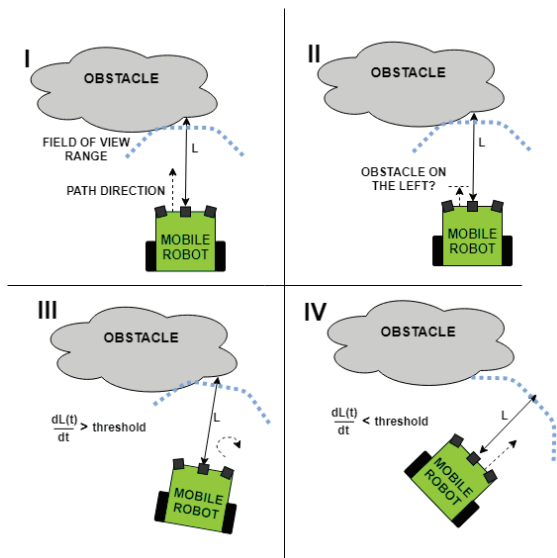 I
OBSTACLE
FIELD OF VIEW
RANGE
L
PATH DIRECTION
MOBILE
ROBOT
II
OBSTACLE
L
OBSTACLE ON
THE LEFT?
MOBILE
ROBOT
III
OBSTACLE
L
dL(t)
dt
> threshold
MOBILE
ROBOT
IV
OBSTACLE
L
dL(t)
dt
< threshold
MOBILE
ROBOT